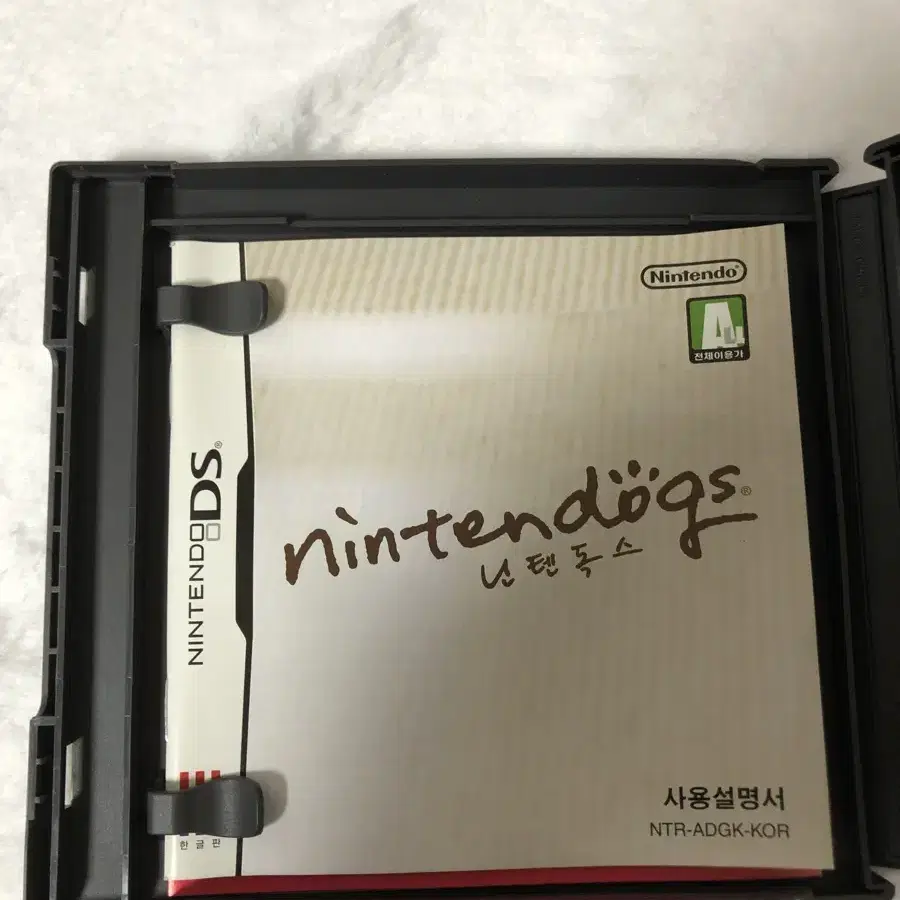 Nintendo®
ALL
전체이용가
NINTENDO DS®
nintendogs®
닌텐독스
사용설명서
NTR-ADGK-KOR
한글판